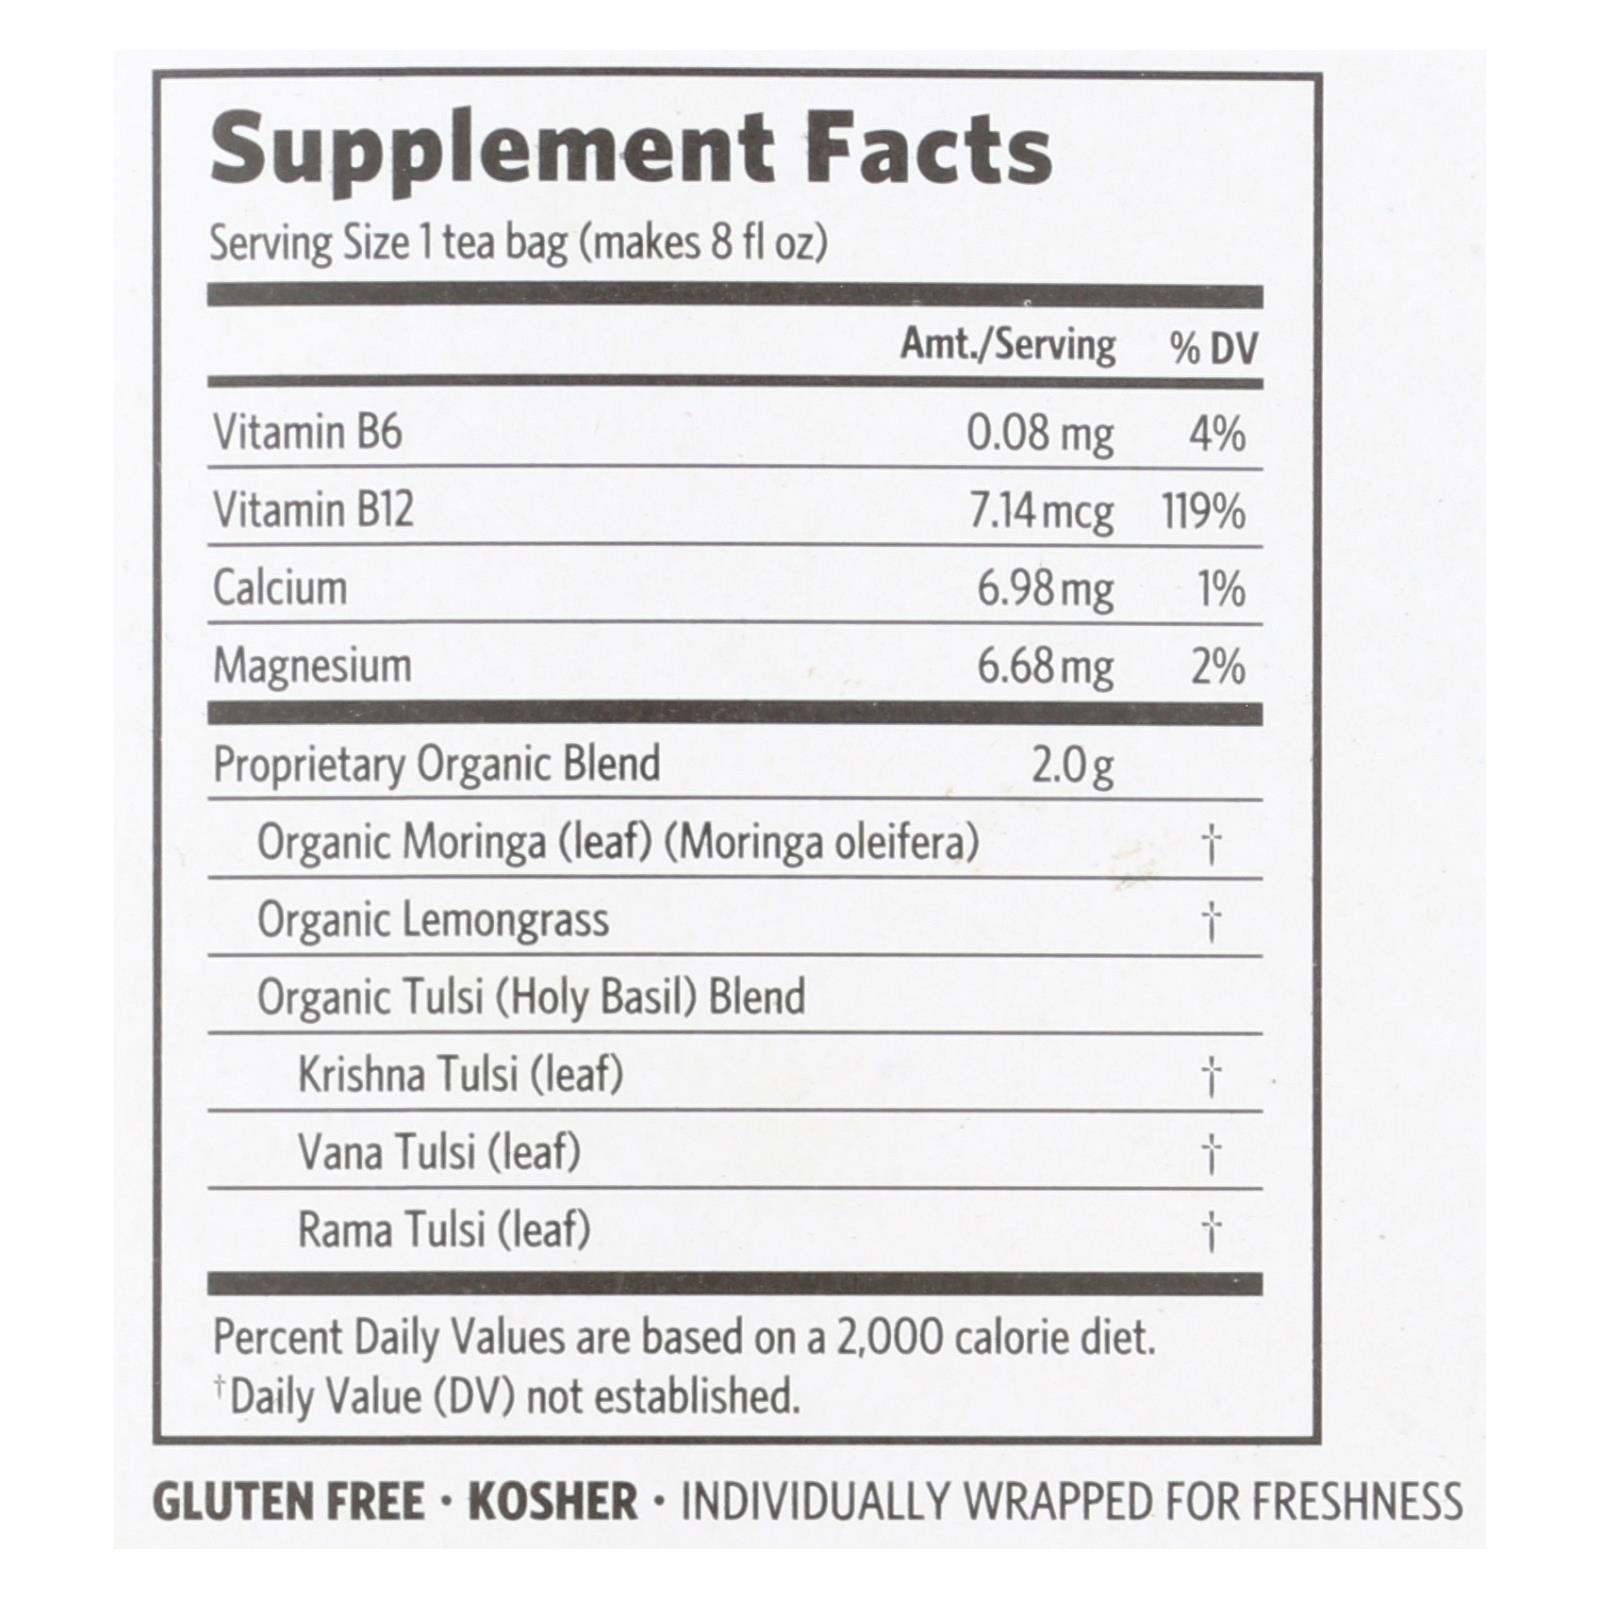 Supplement Facts
Serving Size 1 tea bag (makes 8 fl oz)
Amt./Serving % DV
Vitamin B6 0.08 mg 4%
Vitamin B12 7.14 mcg 119%
Calcium 6.98 mg 1%
Magnesium 6.68 mg 2%
Proprietary Organic Blend 2.0 g
Organic Moringa (leaf) (Moringa oleifera) †
Organic Lemongrass †
Organic Tulsi (Holy Basil) Blend
Krishna Tulsi (leaf) †
Vana Tulsi (leaf) †
Rama Tulsi (leaf) †
Percent Daily Values are based on a 2,000 calorie diet.
†Daily Value (DV) not established.
GLUTEN FREE · KOSHER · INDIVIDUALLY WRAPPED FOR FRESHNESS